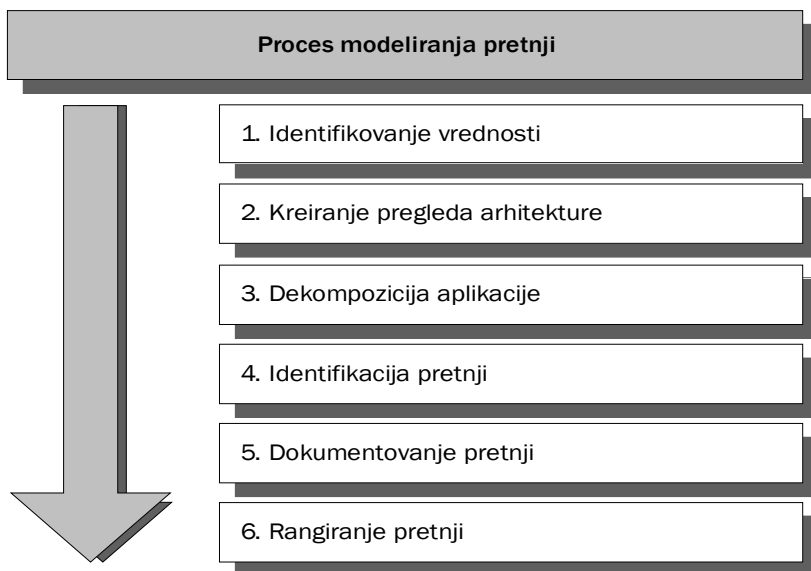 Proces modeliranja pretnji
1. Identifikovanje vrednosti
2. Kreiranje pregleda arhitekture
3. Dekompozicija aplikacije
4. Identifikacija pretnji
5. Dokumentovanje pretnji
6. Rangiranje pretnji